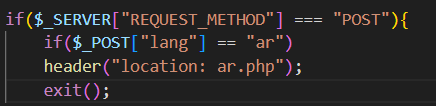 if($_SERVER["REQUEST_METHOD"] === "POST"){
    if($_POST["lang"] == "ar")
    header("location: ar.php");
    exit();